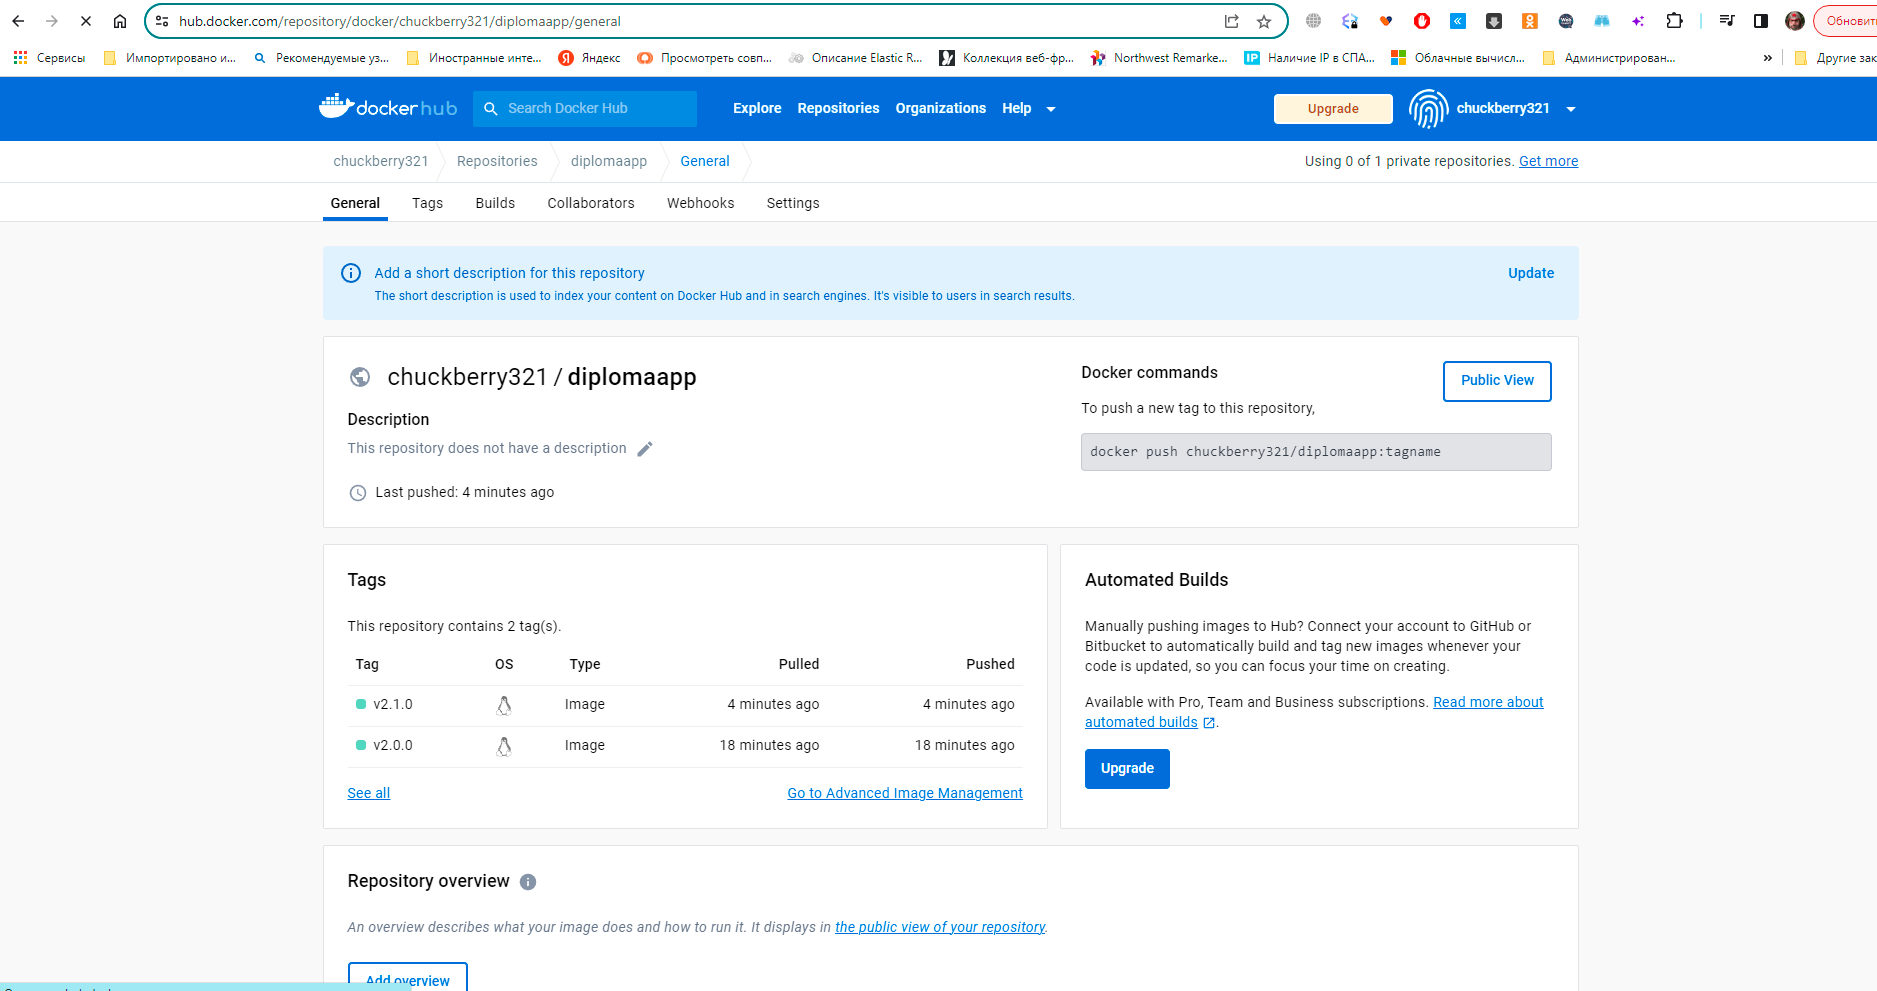 hub.docker.com/repository/docker/chuckberry321/diplomaapp/general
Обновить
Сервисы Импортировано и... Рекомендуемые уз... Иностранные инте... Яндекс Просмотреть совп... Описание Elastic R... Коллекция веб-фр... Northwest Remarke... IP Наличие IP в СПА... Облачные вычисл... Администрирован... » Другие зак
docker hub Search Docker Hub Explore Repositories Organizations Help Upgrade chuckberry321
chuckberry321 Repositories diplomaapp General Using 0 of 1 private repositories. Get more
General Tags Builds Collaborators Webhooks Settings
Add a short description for this repository Update
The short description is used to index your content on Docker Hub and in search engines. It's visible to users in search results.
chuckberry321 / diplomaapp
Description
This repository does not have a description
Last pushed: 4 minutes ago
Docker commands Public View
To push a new tag to this repository,
docker push chuckberry321/diplomaapp:tagname
Tags
This repository contains 2 tag(s).
Tag OS Type Pulled Pushed
v2.1.0 Image 4 minutes ago 4 minutes ago
v2.0.0 Image 18 minutes ago 18 minutes ago
See all Go to Advanced Image Management
Automated Builds
Manually pushing images to Hub? Connect your account to GitHub or
Bitbucket to automatically build and tag new images whenever your
code is updated, so you can focus your time on creating.
Available with Pro, Team and Business subscriptions. Read more about
automated builds .
Upgrade
Repository overview
An overview describes what your image does and how to run it. It displays in the public view of your repository.
Add overview